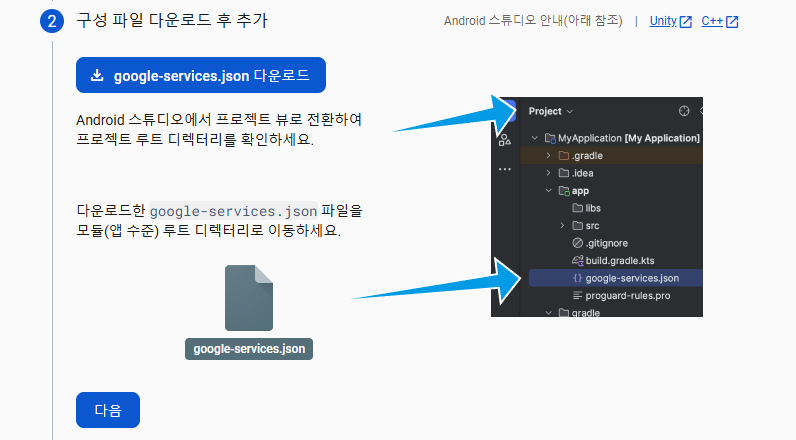 2 구성 파일 다운로드 후 추가
Android 스튜디오 안내(아래 참조) | Unity C++
google-services.json 다운로드
Android 스튜디오에서 프로젝트 뷰로 전환하여
프로젝트 루트 디렉터리를 확인하세요.
다운로드한 google-services.json 파일을
모듈(앱 수준) 루트 디렉터리로 이동하세요.
google-services.json
Project
MyApplication [My Application]
.gradle
.idea
app
libs
src
.gitignore
build.gradle.kts
google-services.json
proguard-rules.pro
gradle
다음